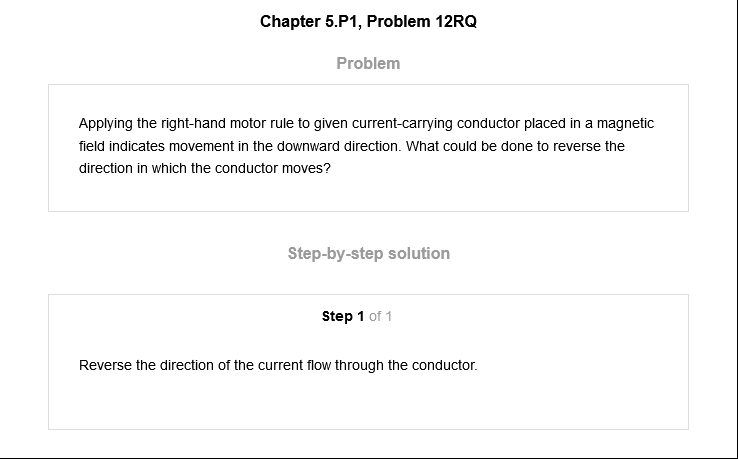 Chapter 5.P1, Problem 12RQ
Problem
Applying the right-hand motor rule to given current-carrying conductor placed in a magnetic
field indicates movement in the downward direction. What could be done to reverse the
direction in which the conductor moves?
Step-by-step solution
Step 1 of 1
Reverse the direction of the current flow through the conductor.